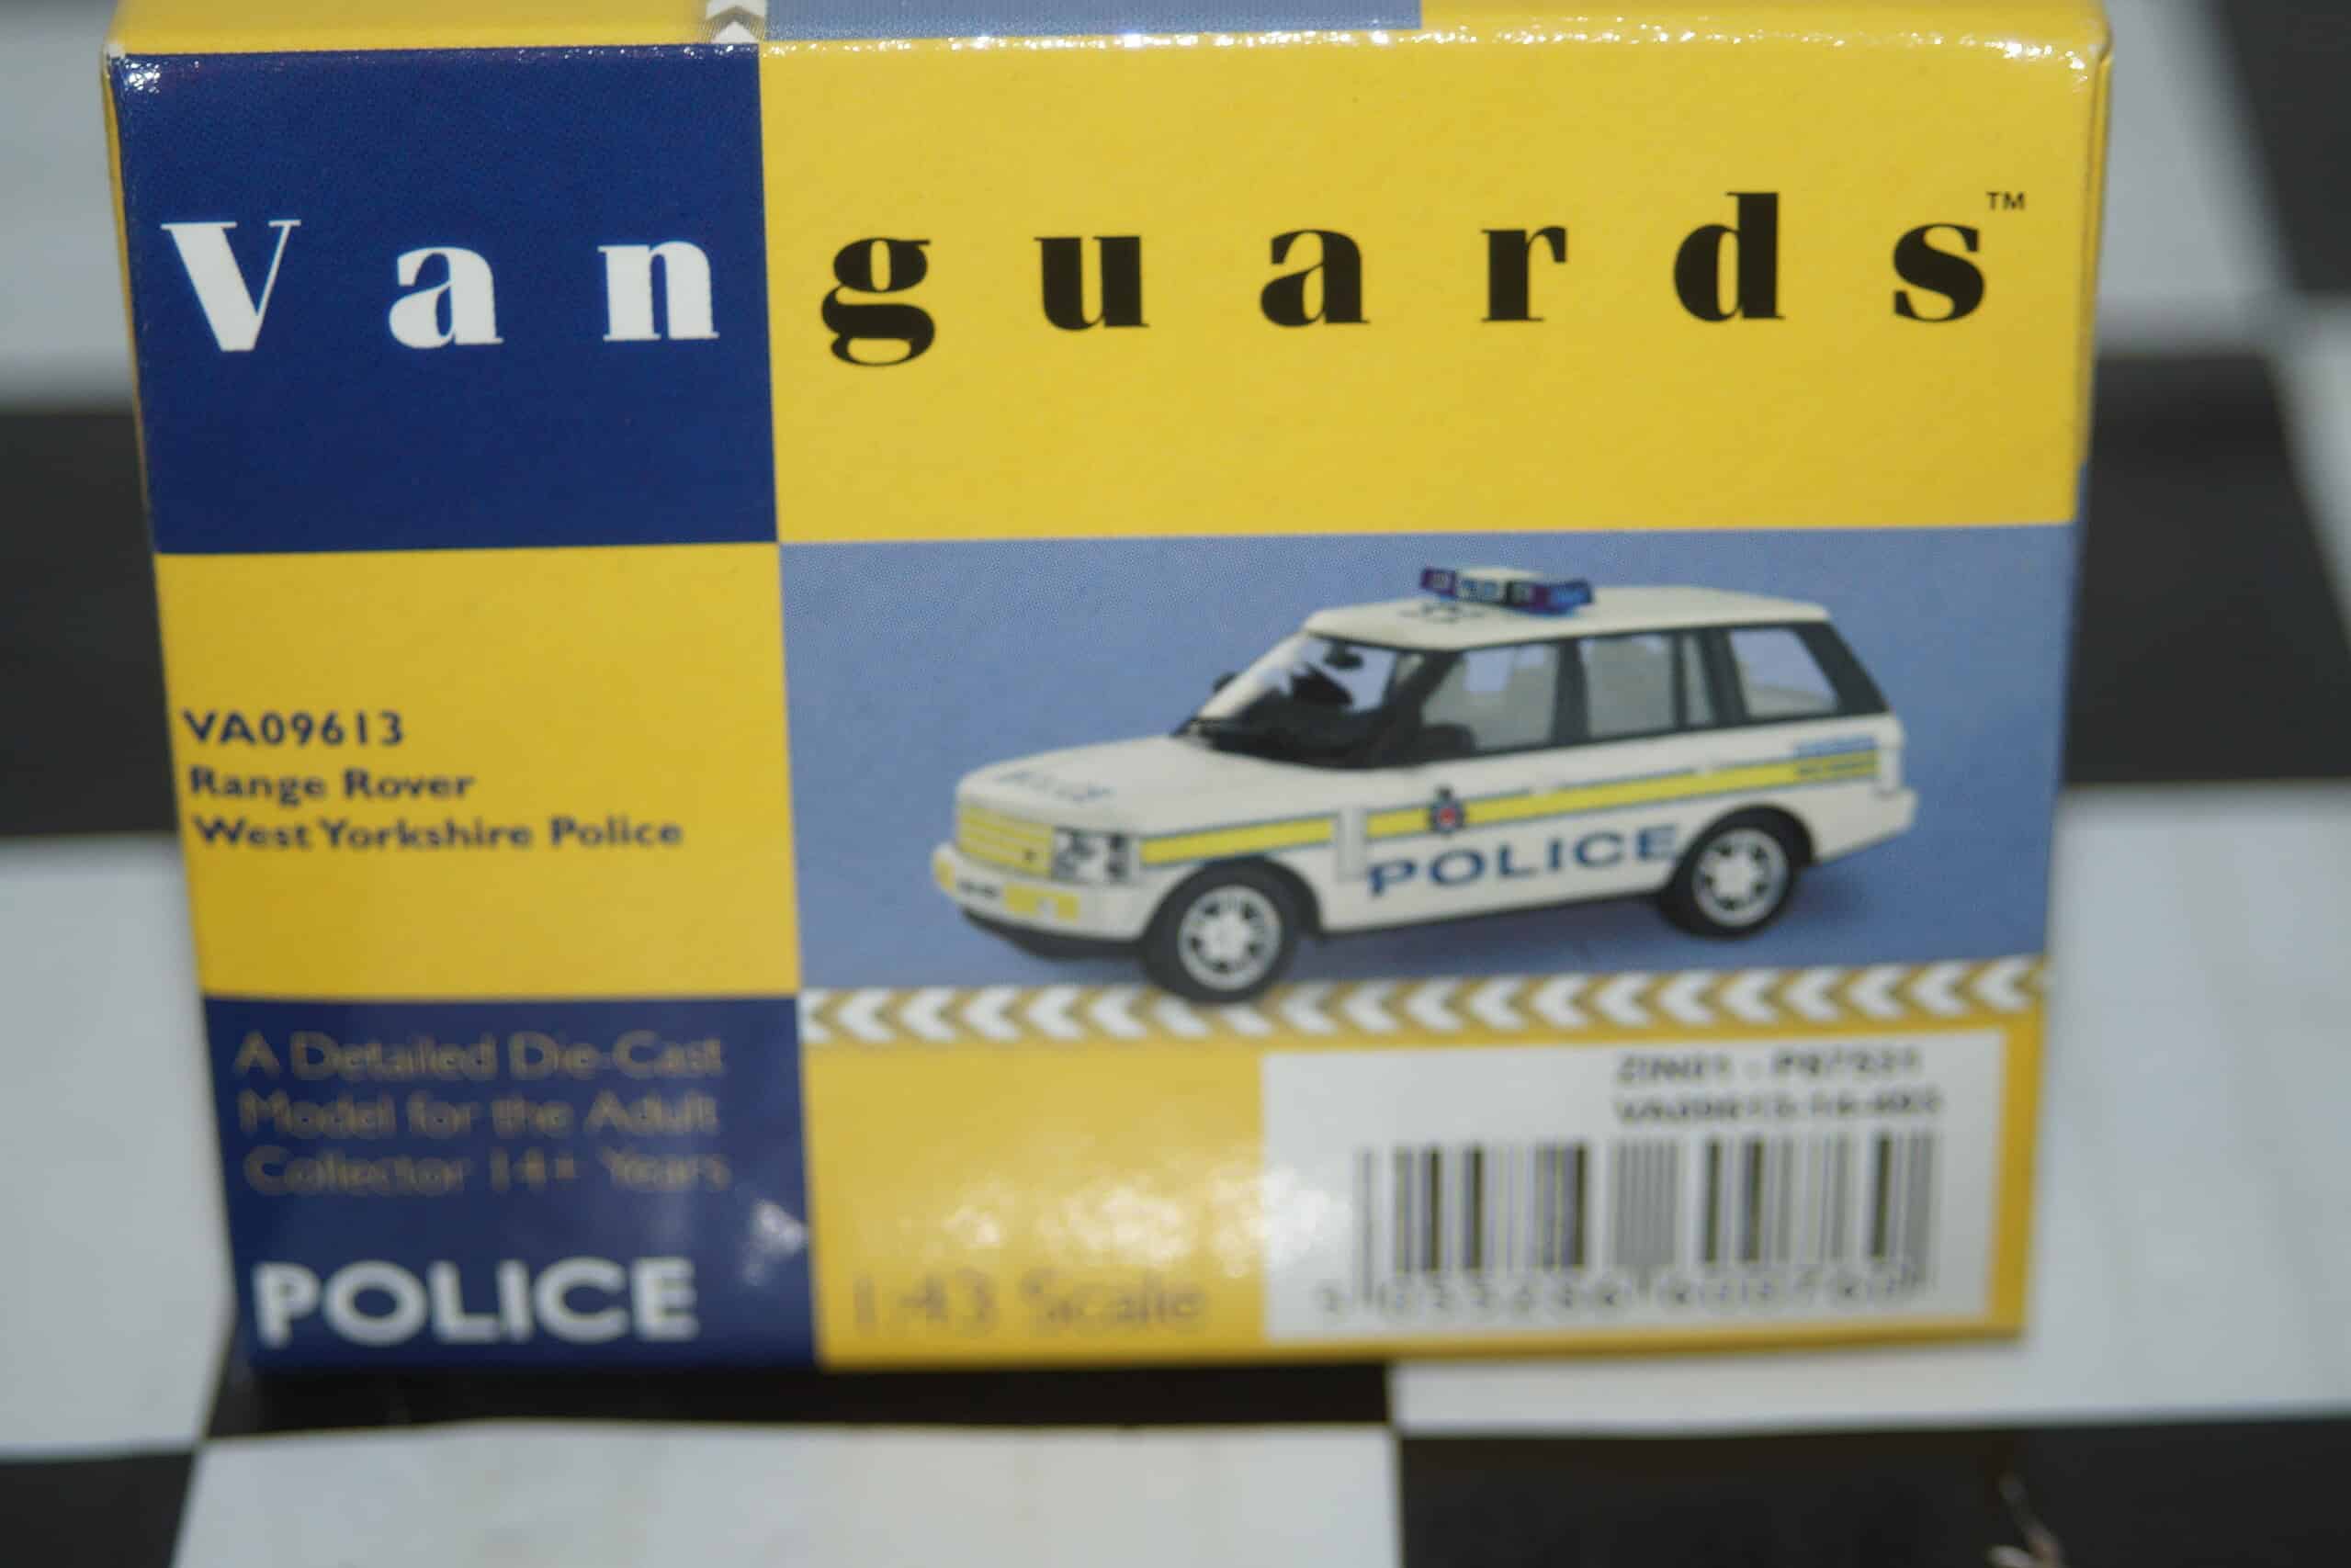 Vanguards™
VA09613
Range Rover
West Yorkshire Police
POLICE
A Detailed Die-Cast
Model for the Adult
Collector 14+ Years
POLICE
1:43 Scale